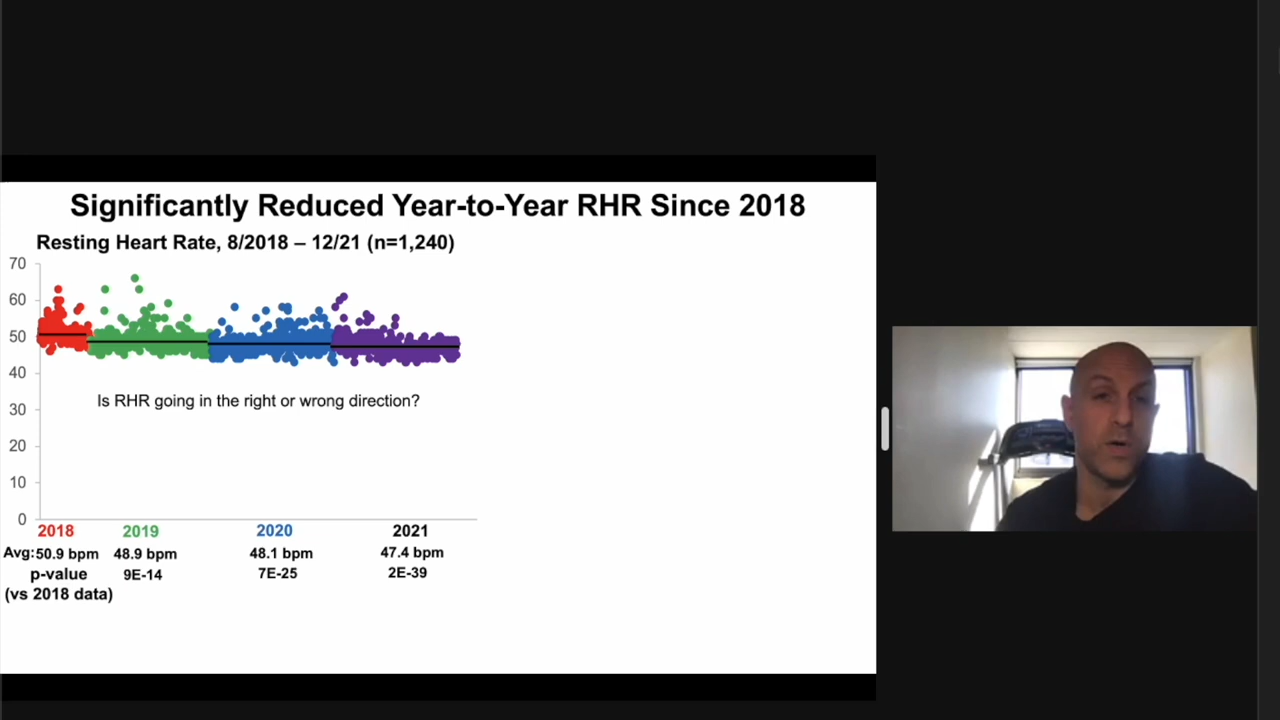 Significantly Reduced Year-to-Year RHR Since 2018
Resting Heart Rate, 8/2018 – 12/21 (n=1,240)
70
60
50
40
30
20
10
0
Is RHR going in the right or wrong direction?
2018 2019 2020 2021
Avg: 50.9 bpm 48.9 bpm 48.1 bpm 47.4 bpm
p-value 9E-14 7E-25 2E-39
(vs 2018 data)